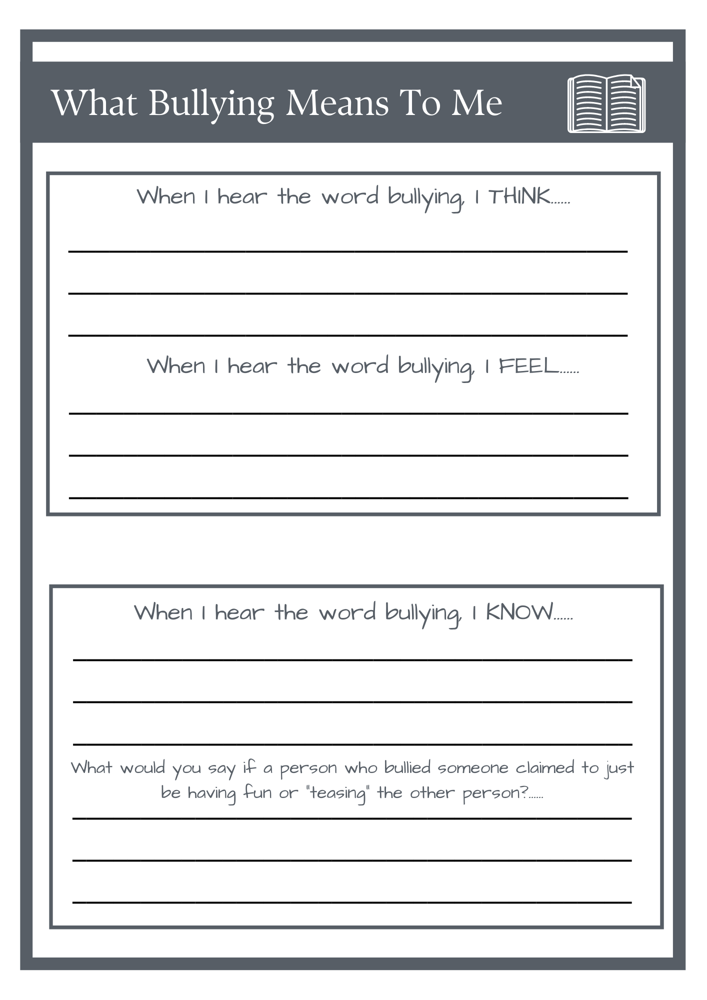 What Bullying Means To Me
When I hear the word bullying, I THINK......
When I hear the word bullying, I FEEL......
When I hear the word bullying, I KNOW......
What would you say if a person who bullied someone claimed to just
be having fun or "teasing" the other person?......